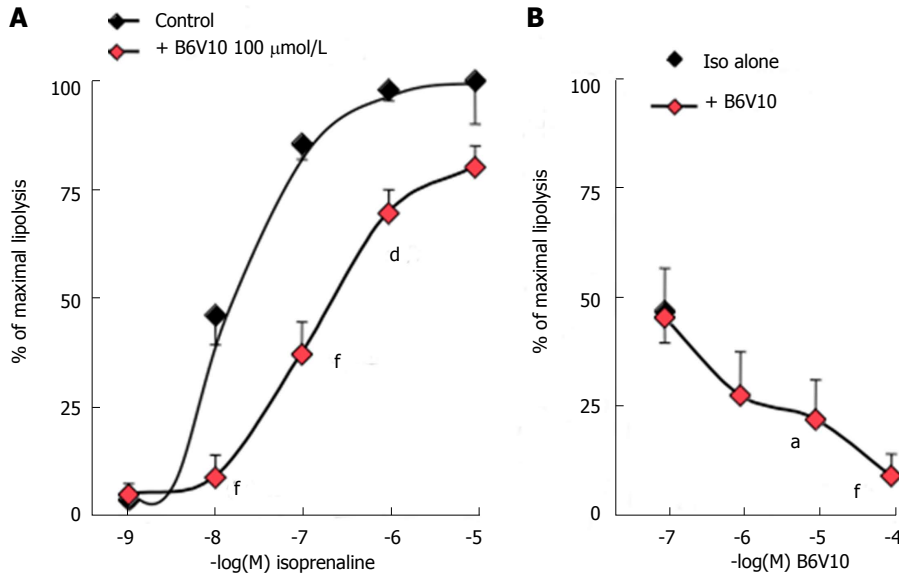 A
Control
+ B6V10 100 μmol/L
% of maximal lipolysis
100
75
50
25
0
d
f
f
-9 -8 -7 -6 -5
-log(M) isoprenaline
B
Iso alone
+ B6V10
% of maximal lipolysis
100
75
50
25
0
a
f
-7 -6 -5 -4
-log(M) B6V10